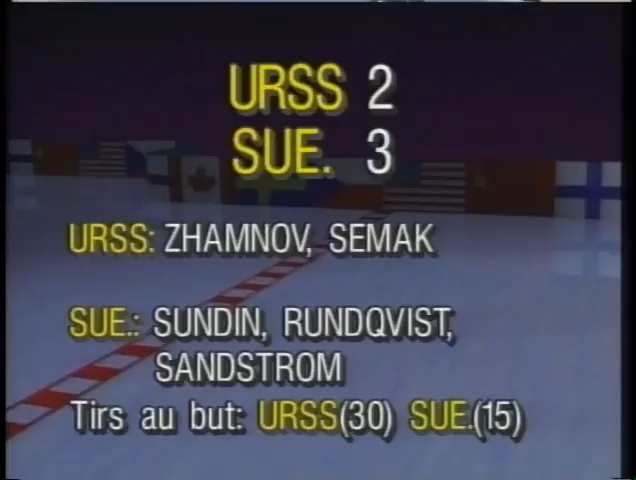 URSS 2
SUE. 3
URSS: ZHAMNOV, SEMAK
SUE.: SUNDIN, RUNDQVIST,
SANDSTROM
Tirs au but: URSS(30) SUE.(15)